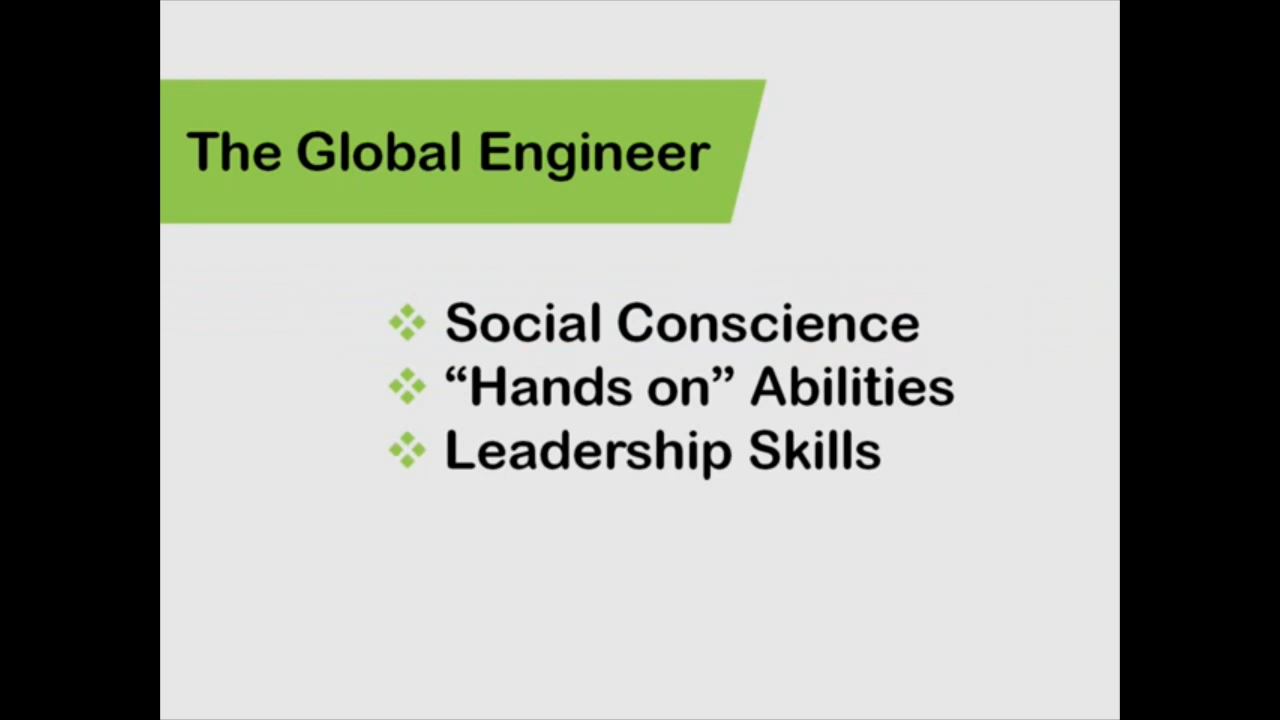 The Global Engineer
❖ Social Conscience
❖ “Hands on” Abilities
❖ Leadership Skills